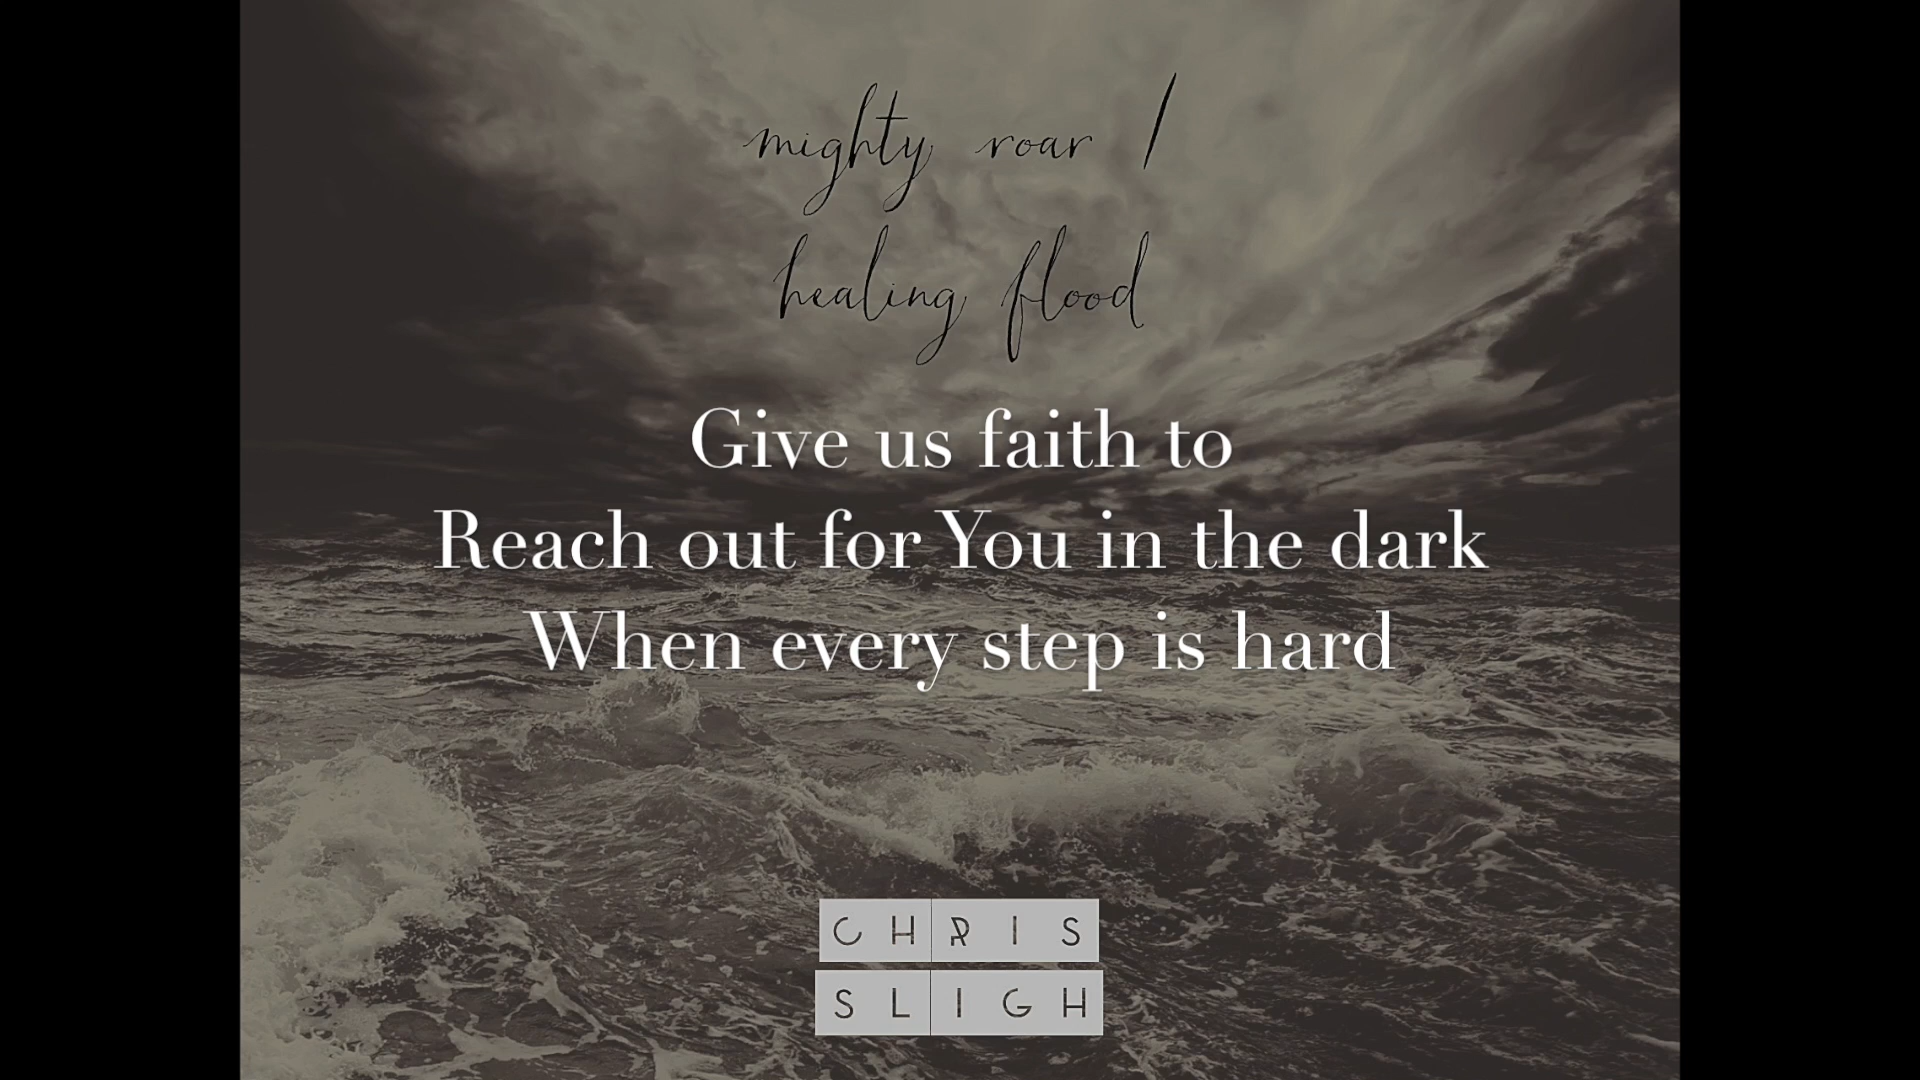 mighty roar /
healing flood
Give us faith to
Reach out for You in the dark
When every step is hard
CHRIS
SLIGH